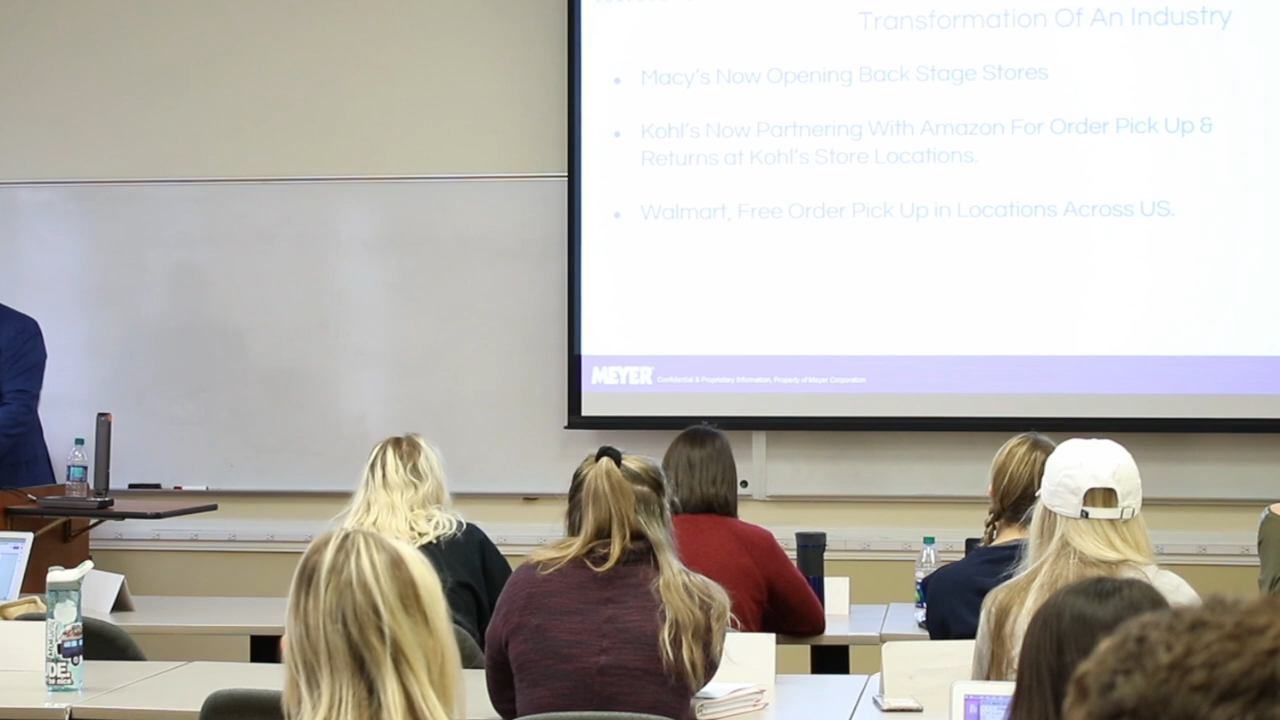 Transformation Of An Industry
Macy's Now Opening Back Stage Stores
Kohl's Now Partnering With Amazon For Order Pick Up &
Returns at Kohl's Store Locations.
Walmart, Free Order Pick Up in Locations Across US.
MEYER Confidential & Proprietary Information, Property of Meyer Corporation